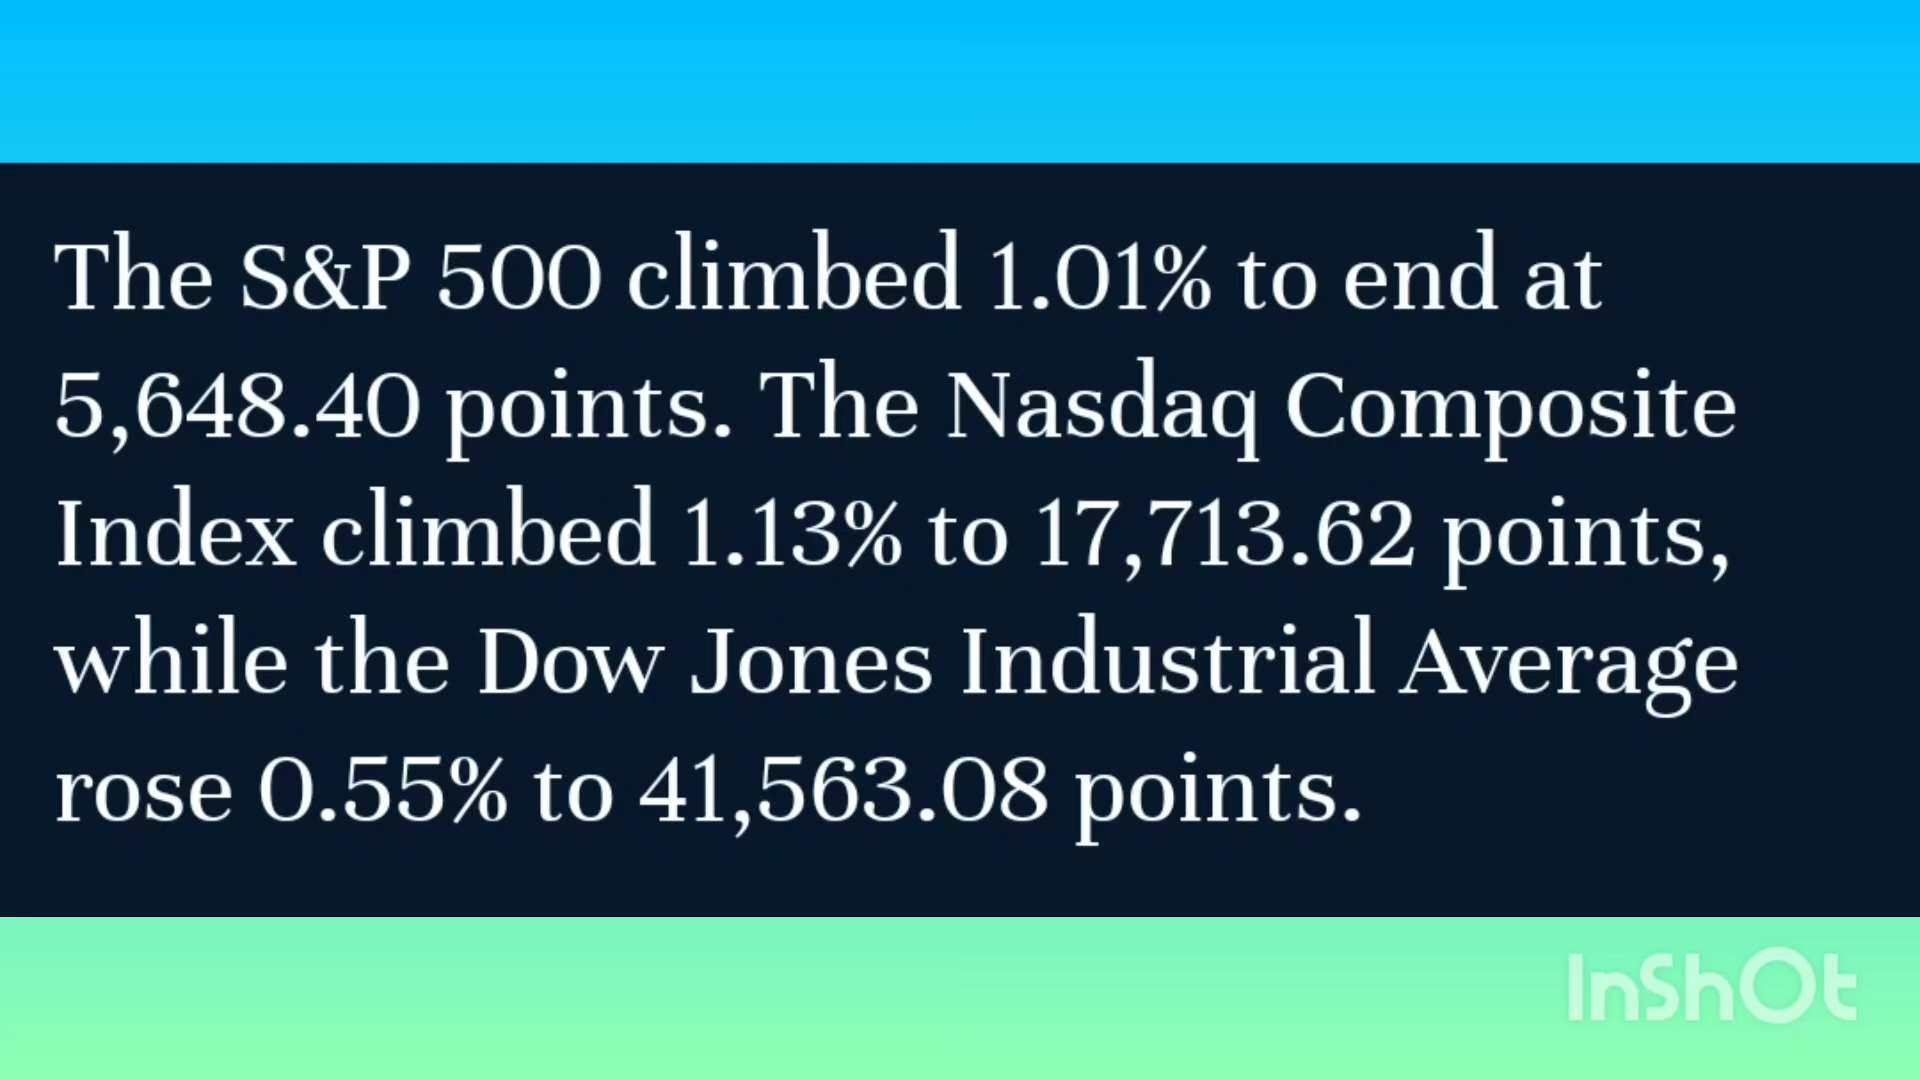 The S&P 500 climbed 1.01% to end at
5,648.40 points. The Nasdaq Composite
Index climbed 1.13% to 17,713.62 points,
while the Dow Jones Industrial Average
rose 0.55% to 41,563.08 points.
InShOt